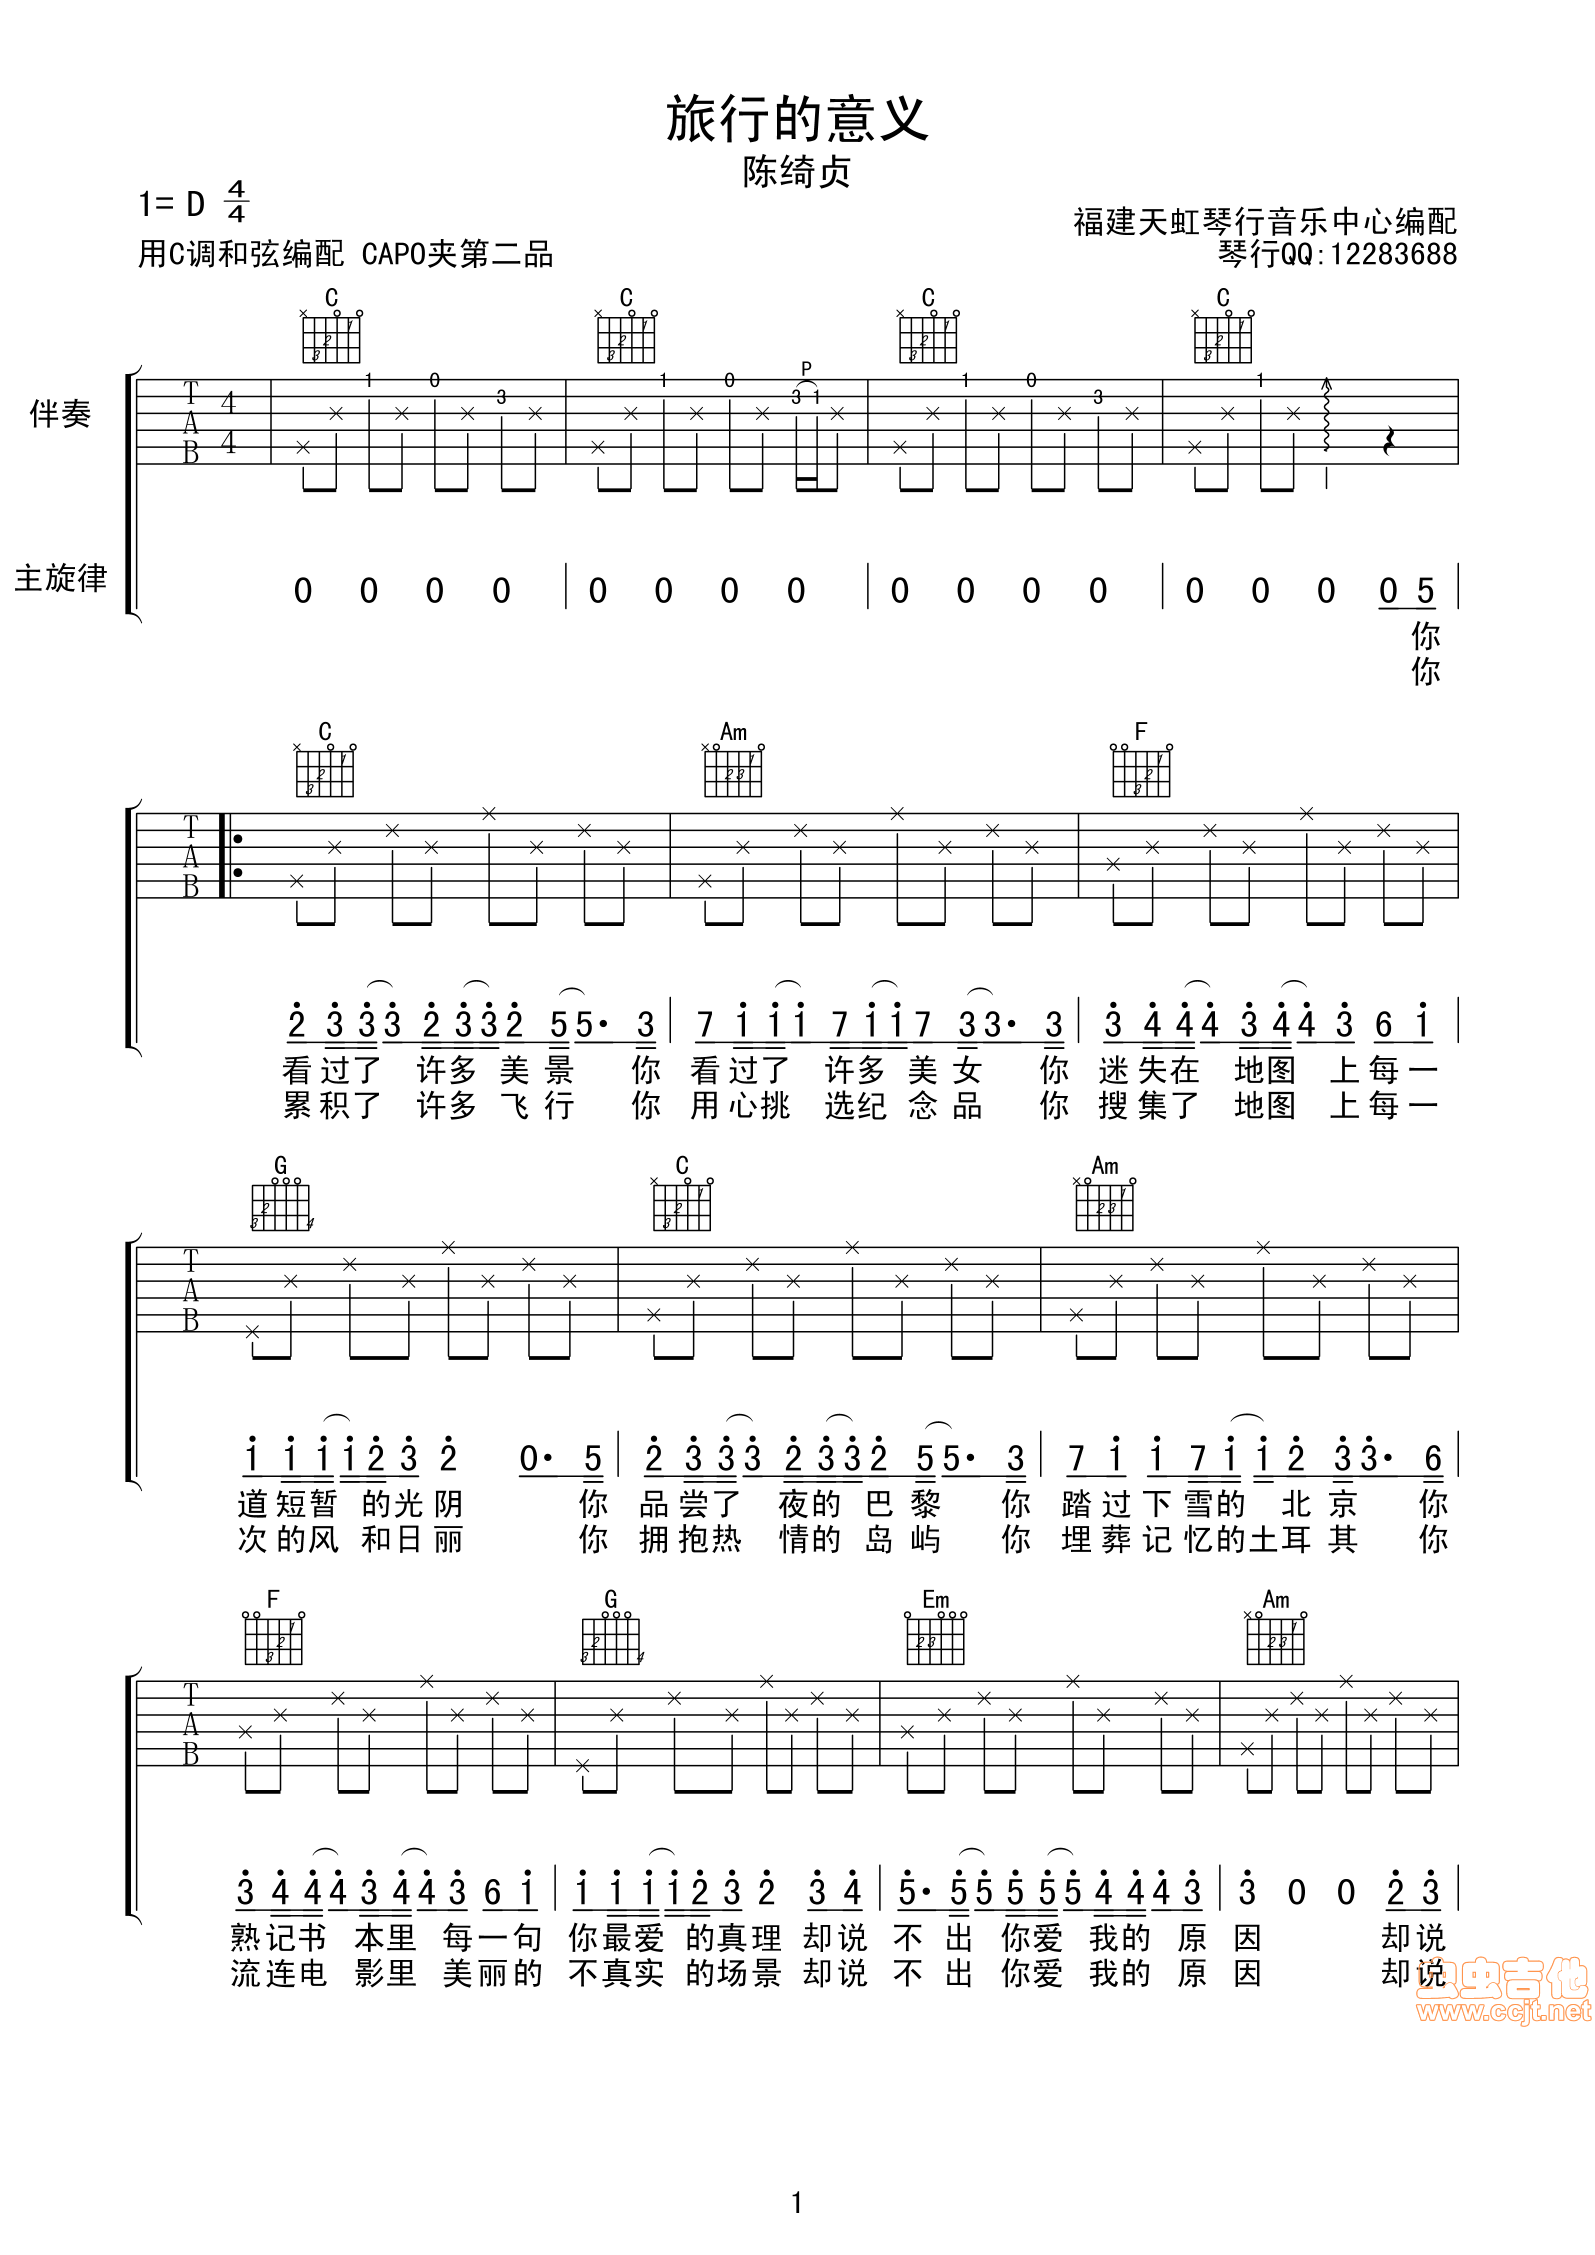 旅行的意义
陈绮贞
1= D 4/4
福建天虹琴行音乐中心编配
用C调和弦编配 CAPO夹第二品
琴行QQ:12283688
C C C C
P
伴奏 TAB 4/4 1 0 3 1 0 3 1 1 0 3 1
主旋律 0 0 0 0 | 0 0 0 0 | 0 0 0 0 | 0 0 0 0 5 |
你
你
C Am F
TAB
2 3 3 3 2 3 3 2 5 5· 3 | 7 1 1 1 7 1 1 7 3 3· 3 | 3 4 4 4 3 4 4 3 6 1 |
看过了 许多 美景 你 看过了 许多 美女 你 迷失在 地图 上每一
累积了 许多 飞行 你 用心挑 选纪 念品 你 搜集了 地图 上每一
G C Am
TAB
1 1 1 1 2 3 2 0· 5 | 2 3 3 3 2 3 3 2 5 5· 3 | 7 1 1 7 1 1 2 3 3· 6 |
道短暂 的光阴 你 品尝了 夜的 巴黎 你 踏过下雪的 北京 你
次的风 和日丽 你 拥抱热 情的 岛屿 你 埋葬记忆的土耳其 你
F G Em Am
TAB
3 4 4 4 3 4 4 3 6 1 | 1 1 1 1 2 3 2 3 4 | 5· 5 5 5 5 5 4 4 4 3 | 3 0 0 2 3 |
熟记书 本里 每一句 你最爱 的真理 却说 不 出 你爱 我的 原 因 却说
流连电 影里 美丽的 不真实 的场景 却说 不 出 你爱 我的 原 因 却说
虫虫吉他
www.ccjt.net
1